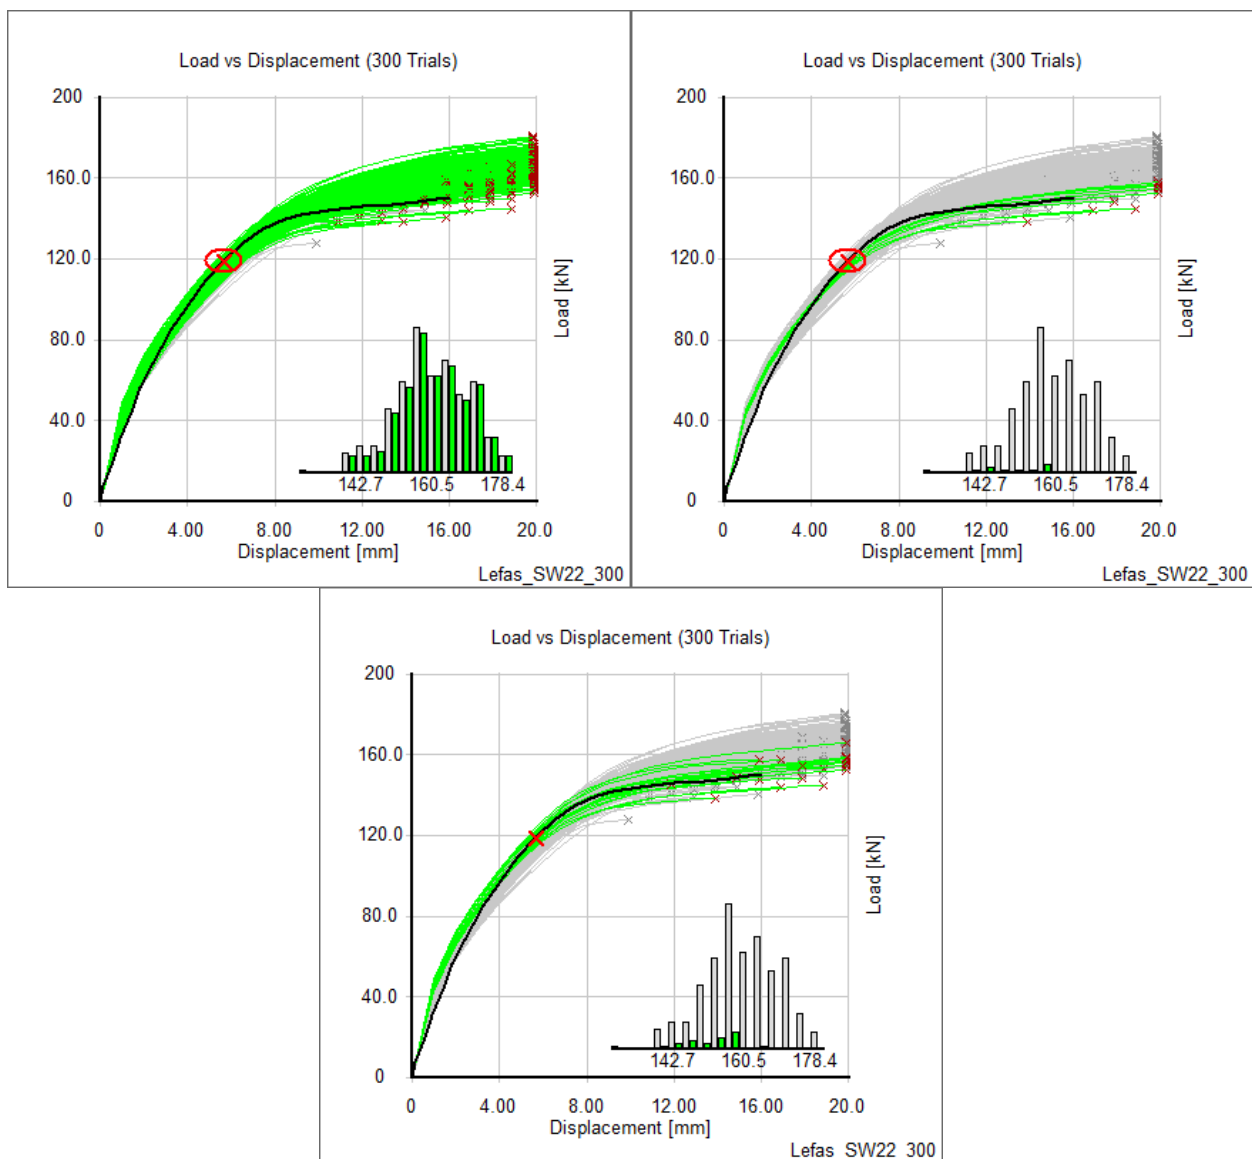 Load vs Displacement (300 Trials)
200
160.0
120.0
80.0
40.0
0
Load [kN]
142.7 160.5 178.4
0 4.00 8.00 12.00 16.00 20.0
Displacement [mm]
Lefas_SW22_300
Load vs Displacement (300 Trials)
200
160.0
120.0
80.0
40.0
0
Load [kN]
142.7 160.5 178.4
0 4.00 8.00 12.00 16.00 20.0
Displacement [mm]
Lefas_SW22_300
Load vs Displacement (300 Trials)
200
160.0
120.0
80.0
40.0
0
Load [kN]
142.7 160.5 178.4
0 4.00 8.00 12.00 16.00 20.0
Displacement [mm]
Lefas_SW22_300